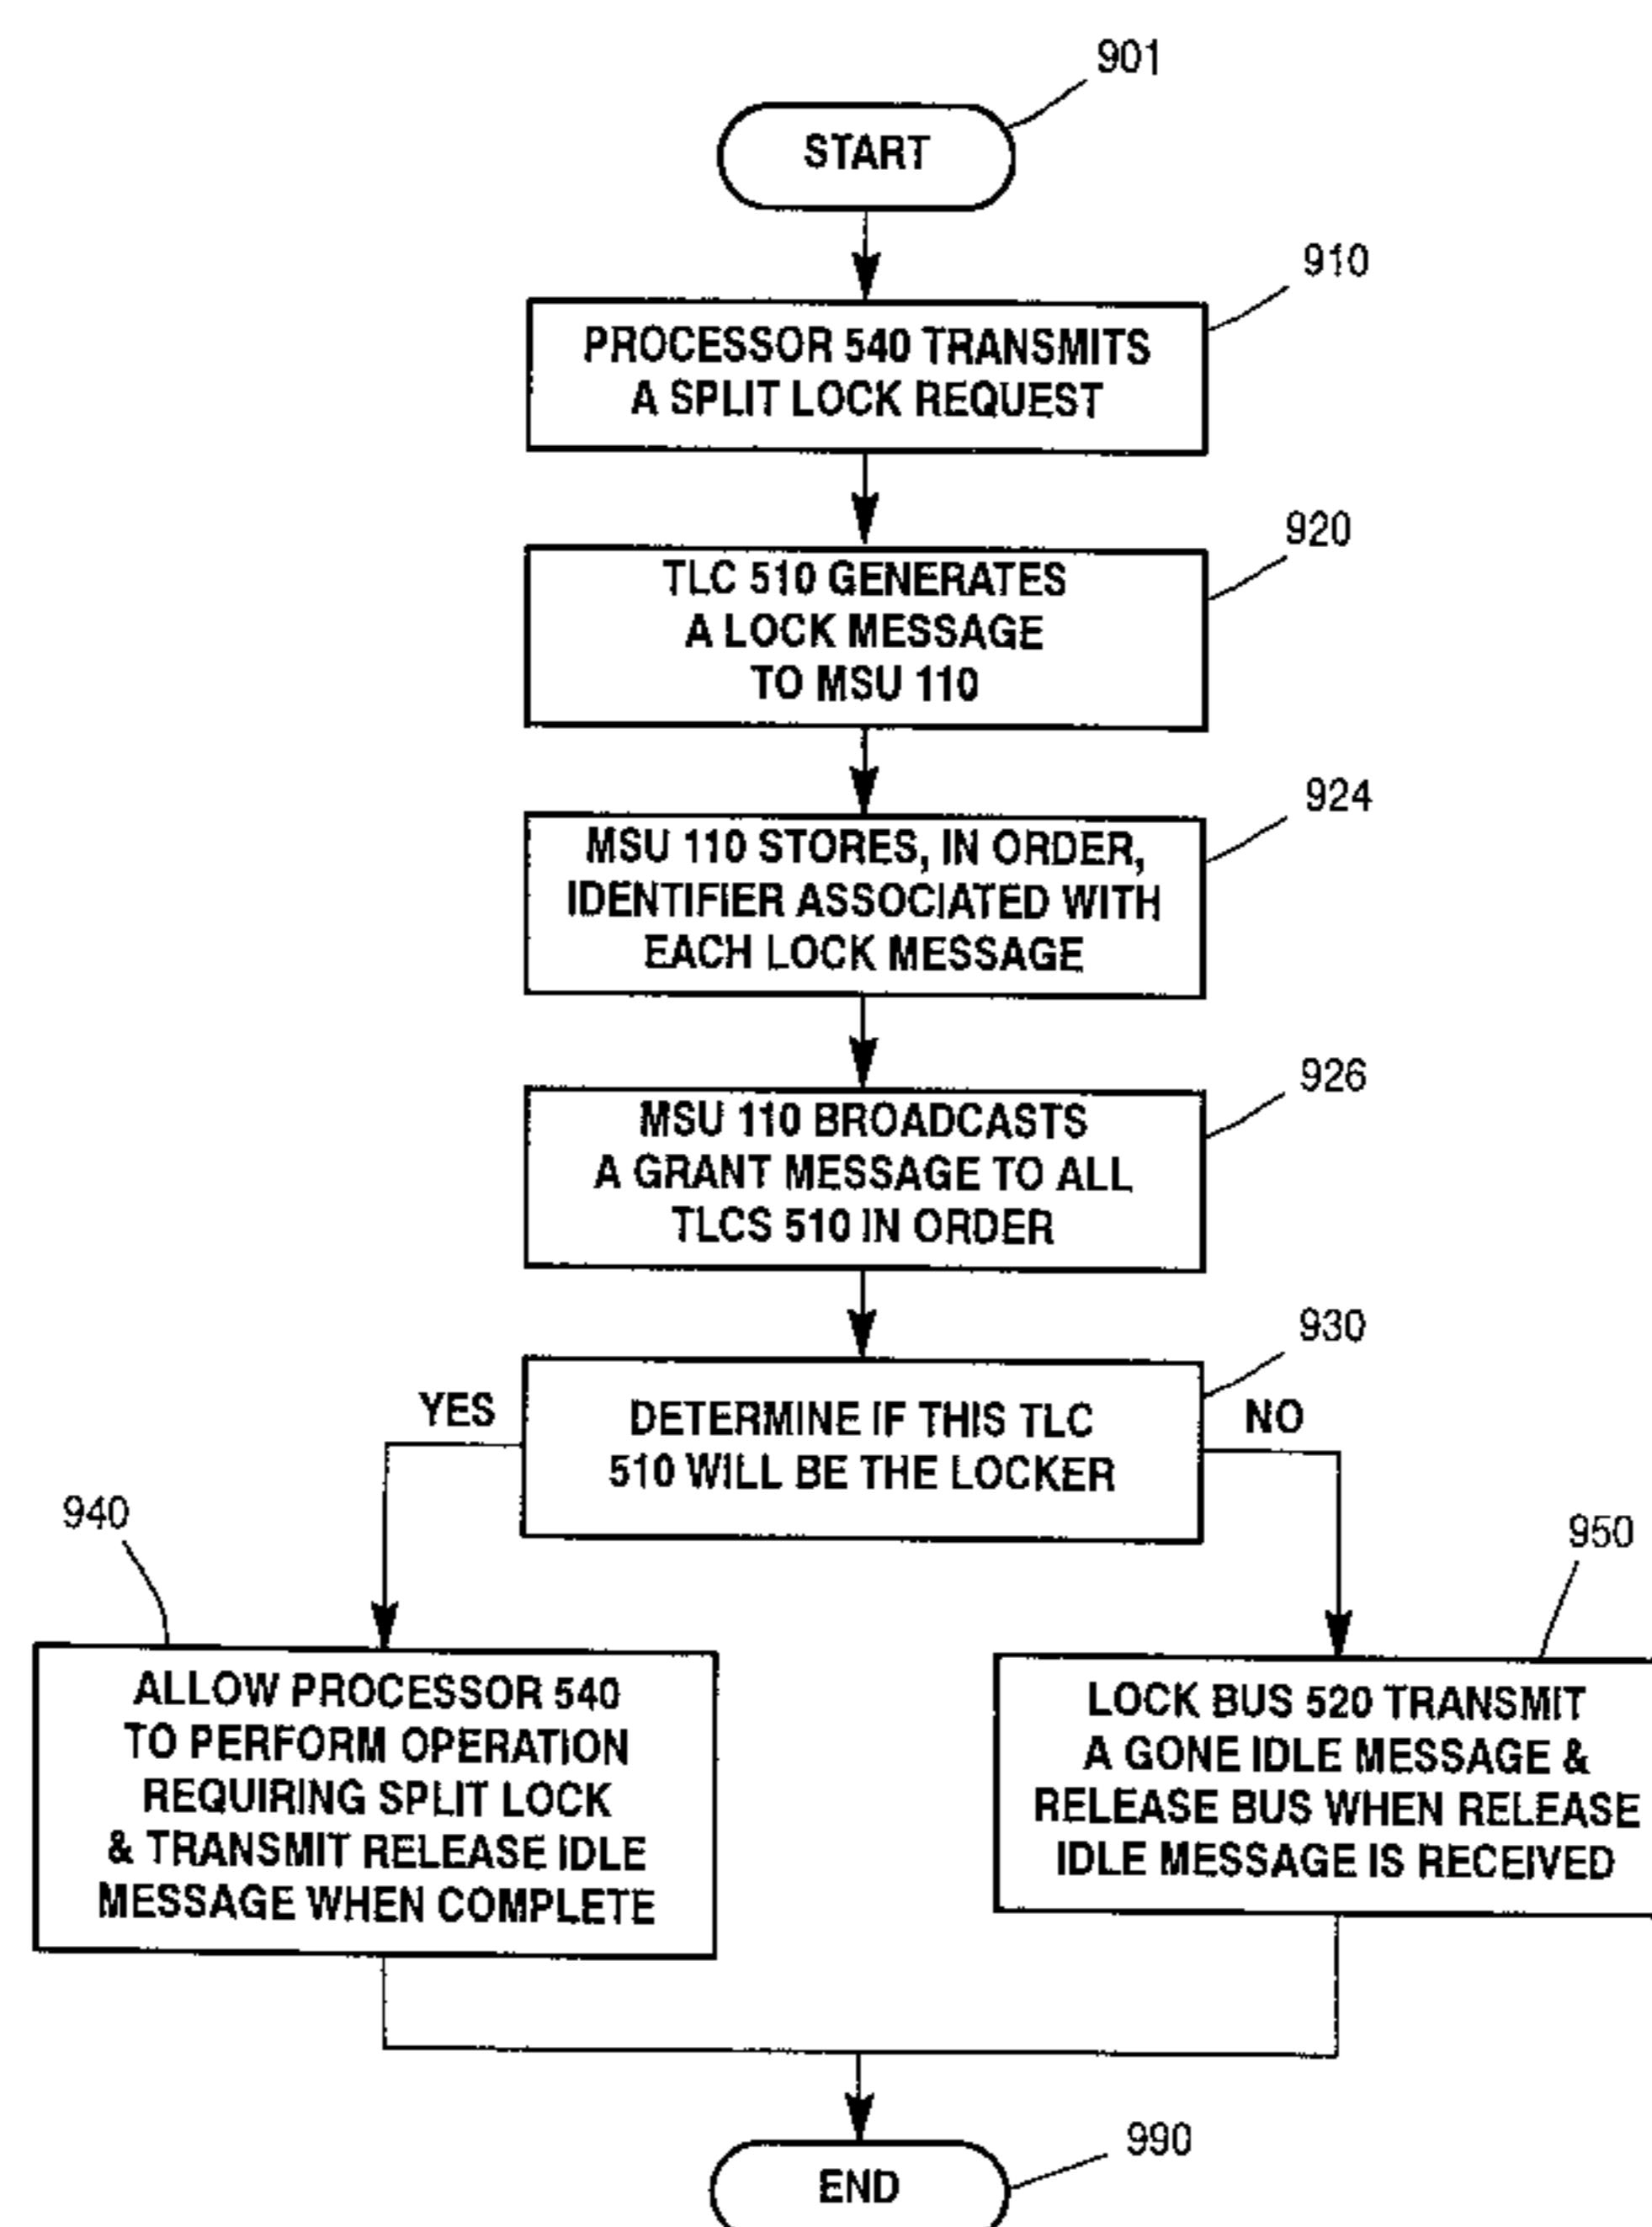 901
START
910
PROCESSOR 540 TRANSMITS
A SPLIT LOCK REQUEST
920
TLC 510 GENERATES
A LOCK MESSAGE
TO MSU 110
924
MSU 110 STORES, IN ORDER,
IDENTIFIER ASSOCIATED WITH
EACH LOCK MESSAGE
926
MSU 110 BROADCASTS
A GRANT MESSAGE TO ALL
TLCS 510 IN ORDER
930
YES
DETERMINE IF THIS TLC
510 WILL BE THE LOCKER
NO
940
ALLOW PROCESSOR 540
TO PERFORM OPERATION
REQUIRING SPLIT LOCK
& TRANSMIT RELEASE IDLE
MESSAGE WHEN COMPLETE
950
LOCK BUS 520 TRANSMIT
A GONE IDLE MESSAGE &
RELEASE BUS WHEN RELEASE
IDLE MESSAGE IS RECEIVED
990
END